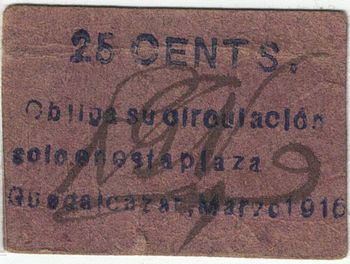 25 CENTS.
Obliga su circulación
solo en esta plaza
Guadalcazar, Marzo 1916